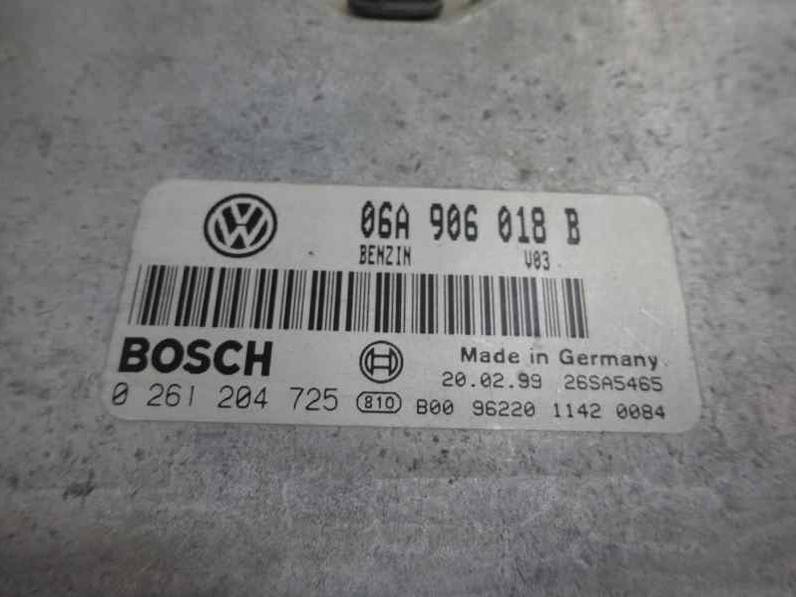 06A 906 018 B
BENZIN V03
BOSCH Made in Germany
20.02.99 26SA5465
0 261 204 725 810 B00 96220 1142 0084